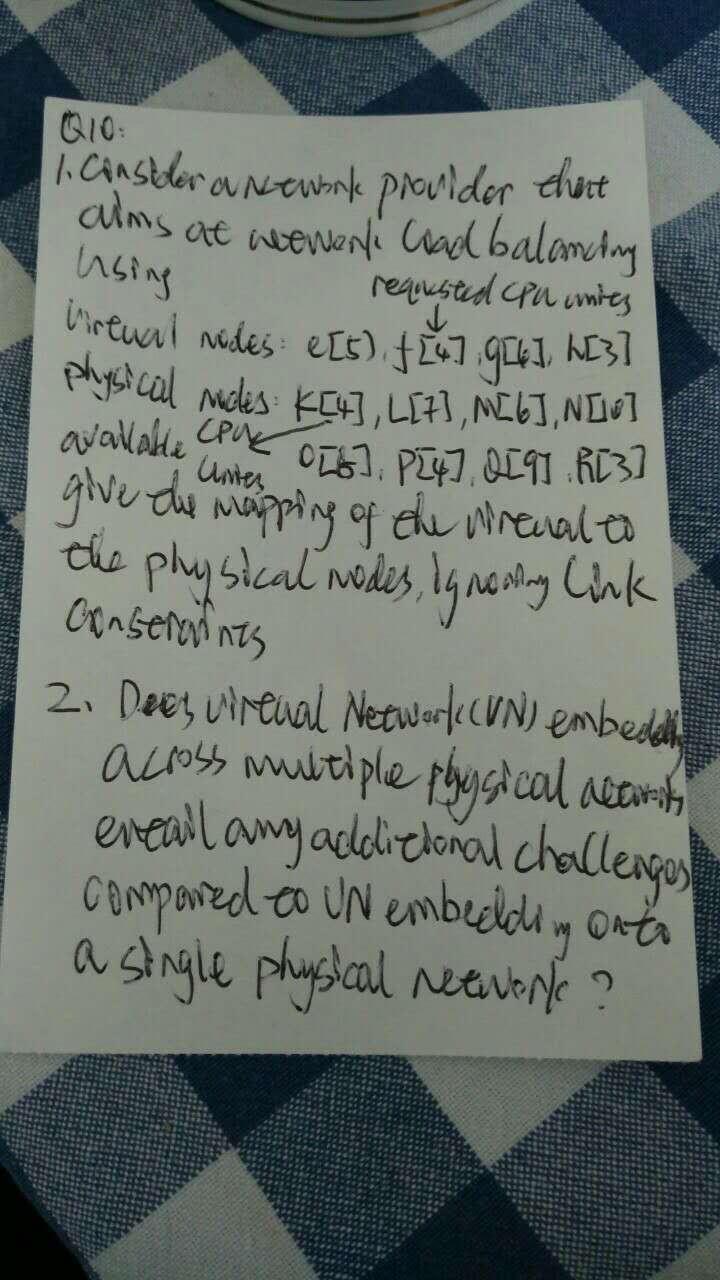 Q10:
1. Consider a network provider that
aims at network load balancing
using
requested CPU unites
virtual nodes: e[5], f[4], g[6], h[3]
physical nodes: K[4], L[7], M[6], N[10]
available CPU
unites O[8], P[4], Q[9], R[3]
give the mapping of the virtual to
the physical nodes, ignoring link
constraints
2. Does virtual Network(VN) embedding
across multiple physical networks
entail any additional challenges
compared to VN embedding onto
a single physical network?